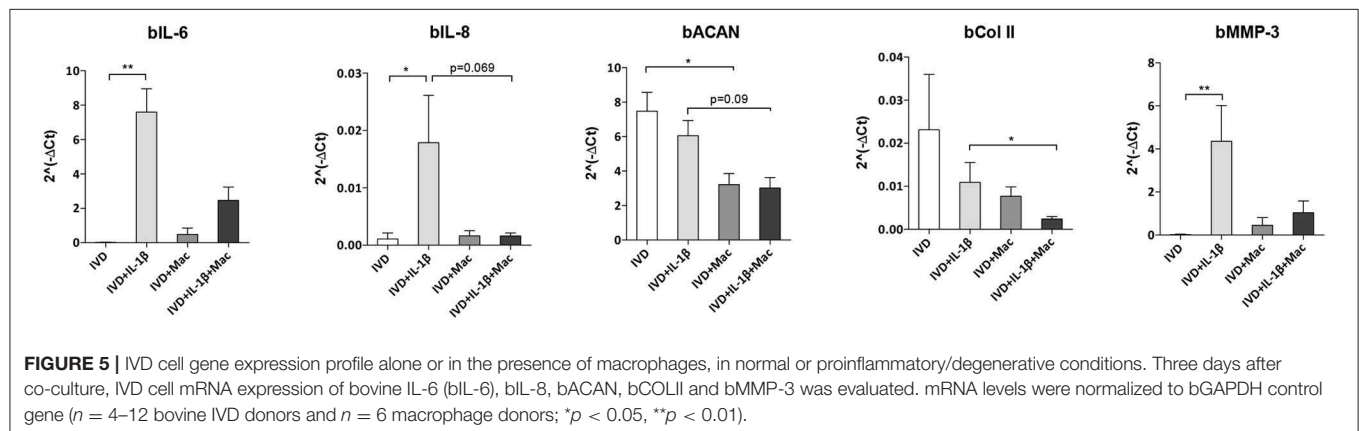 bIL-6
2^(-ΔCt)
10
8
6
4
2
0
**
IVD
IVD+IL-1β
IVD+Mac
IVD+IL-1β+Mac
bIL-8
2^(-ΔCt)
0.03
0.02
0.01
0.00
*
p=0.069
IVD
IVD+IL-1β
IVD+Mac
IVD+IL-1β+Mac
bACAN
2^(-ΔCt)
10
8
6
4
2
0
*
p=0.09
IVD
IVD+IL-1β
IVD+Mac
IVD+IL-1β+Mac
bCol II
2^(-ΔCt)
0.04
0.03
0.02
0.01
0.00
*
IVD
IVD+IL-1β
IVD+Mac
IVD+IL-1β+Mac
bMMP-3
2^(-ΔCt)
8
6
4
2
0
**
IVD
IVD+IL-1β
IVD+Mac
IVD+IL-1β+Mac
FIGURE 5 | IVD cell gene expression profile alone or in the presence of macrophages, in normal or proinflammatory/degenerative conditions. Three days after
co-culture, IVD cell mRNA expression of bovine IL-6 (bIL-6), bIL-8, bACAN, bCOLII and bMMP-3 was evaluated. mRNA levels were normalized to bGAPDH control
gene (n = 4–12 bovine IVD donors and n = 6 macrophage donors; *p < 0.05, **p < 0.01).